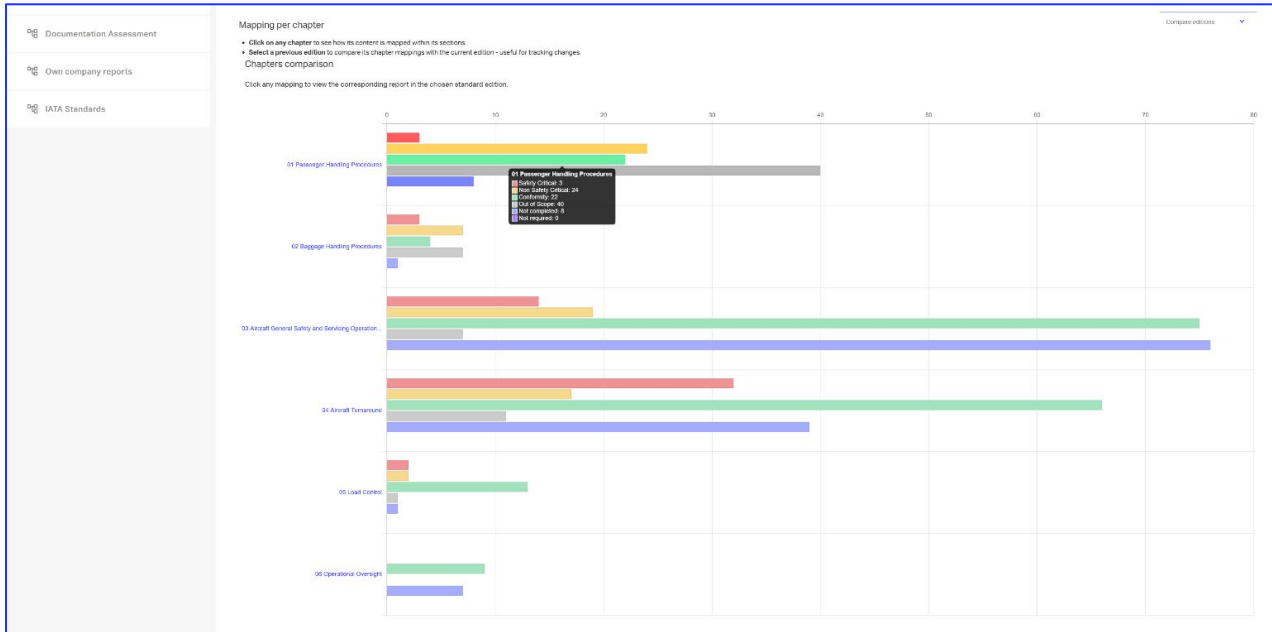 Documentation Assessment
Own company reports
IATA Standards
Compare editions
Mapping per chapter
• Click on any chapter to see how its content is mapped within its sections.
• Select a previous edition to compare its chapter mappings with the current edition - useful for tracking changes.
Chapters comparison
Click any mapping to view the corresponding report in the chosen standard edition.
0 10 20 30 40 50 60 70 80
01 Passenger Handling Procedures
01 Passenger Handling Procedures
Safety Critical: 3
Non Safety Critical: 24
Conformity: 22
Out of Scope: 40
Not completed: 8
Not required: 0
02 Baggage Handling Procedures
03 Aircraft General Safety and Servicing Operation...
04 Aircraft Turnaround
05 Load Control
06 Operational Oversight